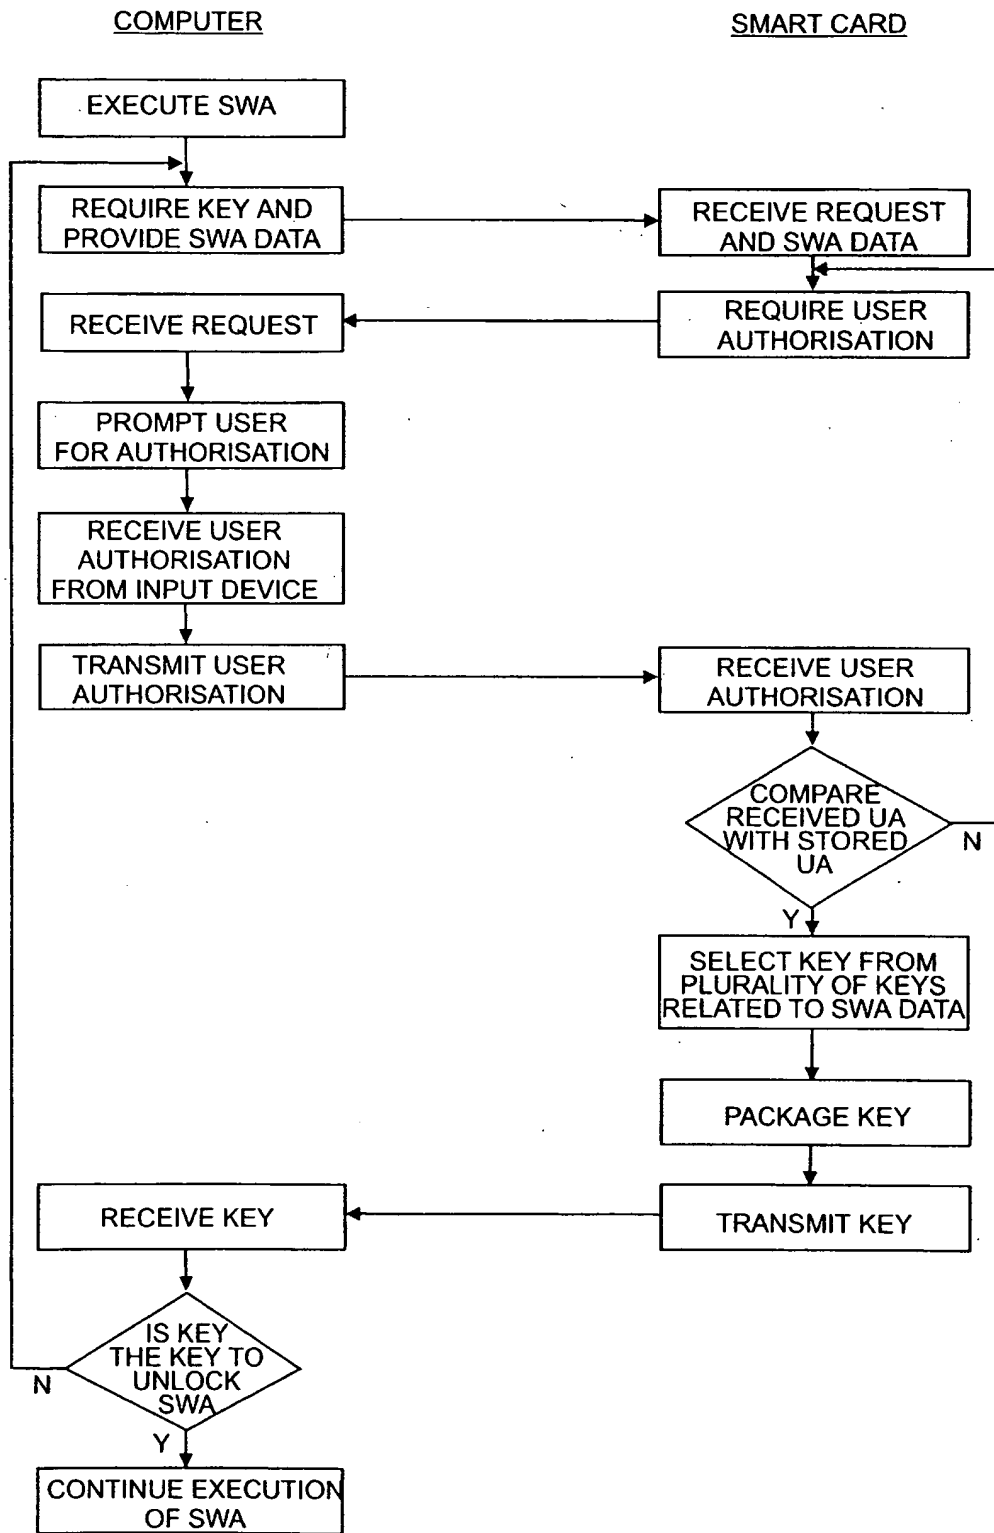 COMPUTER
SMART CARD
EXECUTE SWA
REQUIRE KEY AND
PROVIDE SWA DATA
RECEIVE REQUEST
AND SWA DATA
RECEIVE REQUEST
REQUIRE USER
AUTHORISATION
PROMPT USER
FOR AUTHORISATION
RECEIVE USER
AUTHORISATION
FROM INPUT DEVICE
TRANSMIT USER
AUTHORISATION
RECEIVE USER
AUTHORISATION
COMPARE
RECEIVED UA
WITH STORED
UA
N
Y
SELECT KEY FROM
PLURALITY OF KEYS
RELATED TO SWA DATA
PACKAGE KEY
TRANSMIT KEY
RECEIVE KEY
IS KEY
THE KEY TO
UNLOCK
SWA
N
Y
CONTINUE EXECUTION
OF SWA